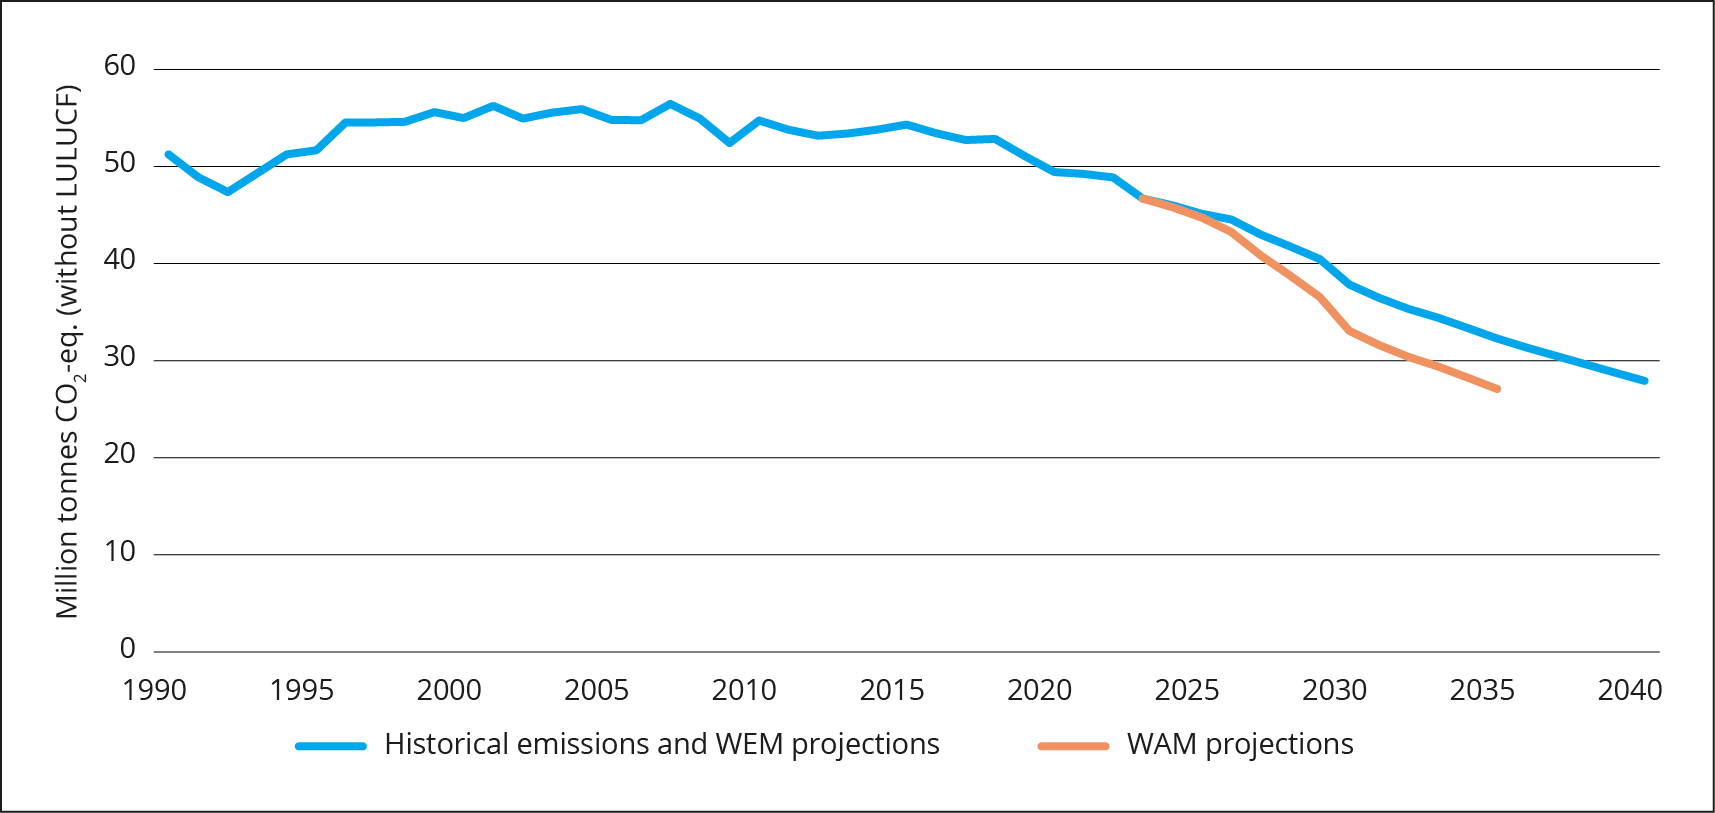 Million tonnes CO₂-eq. (without LULUCF)
60
50
40
30
20
10
0
1990 1995 2000 2005 2010 2015 2020 2025 2030 2035 2040
Historical emissions and WEM projections WAM projections